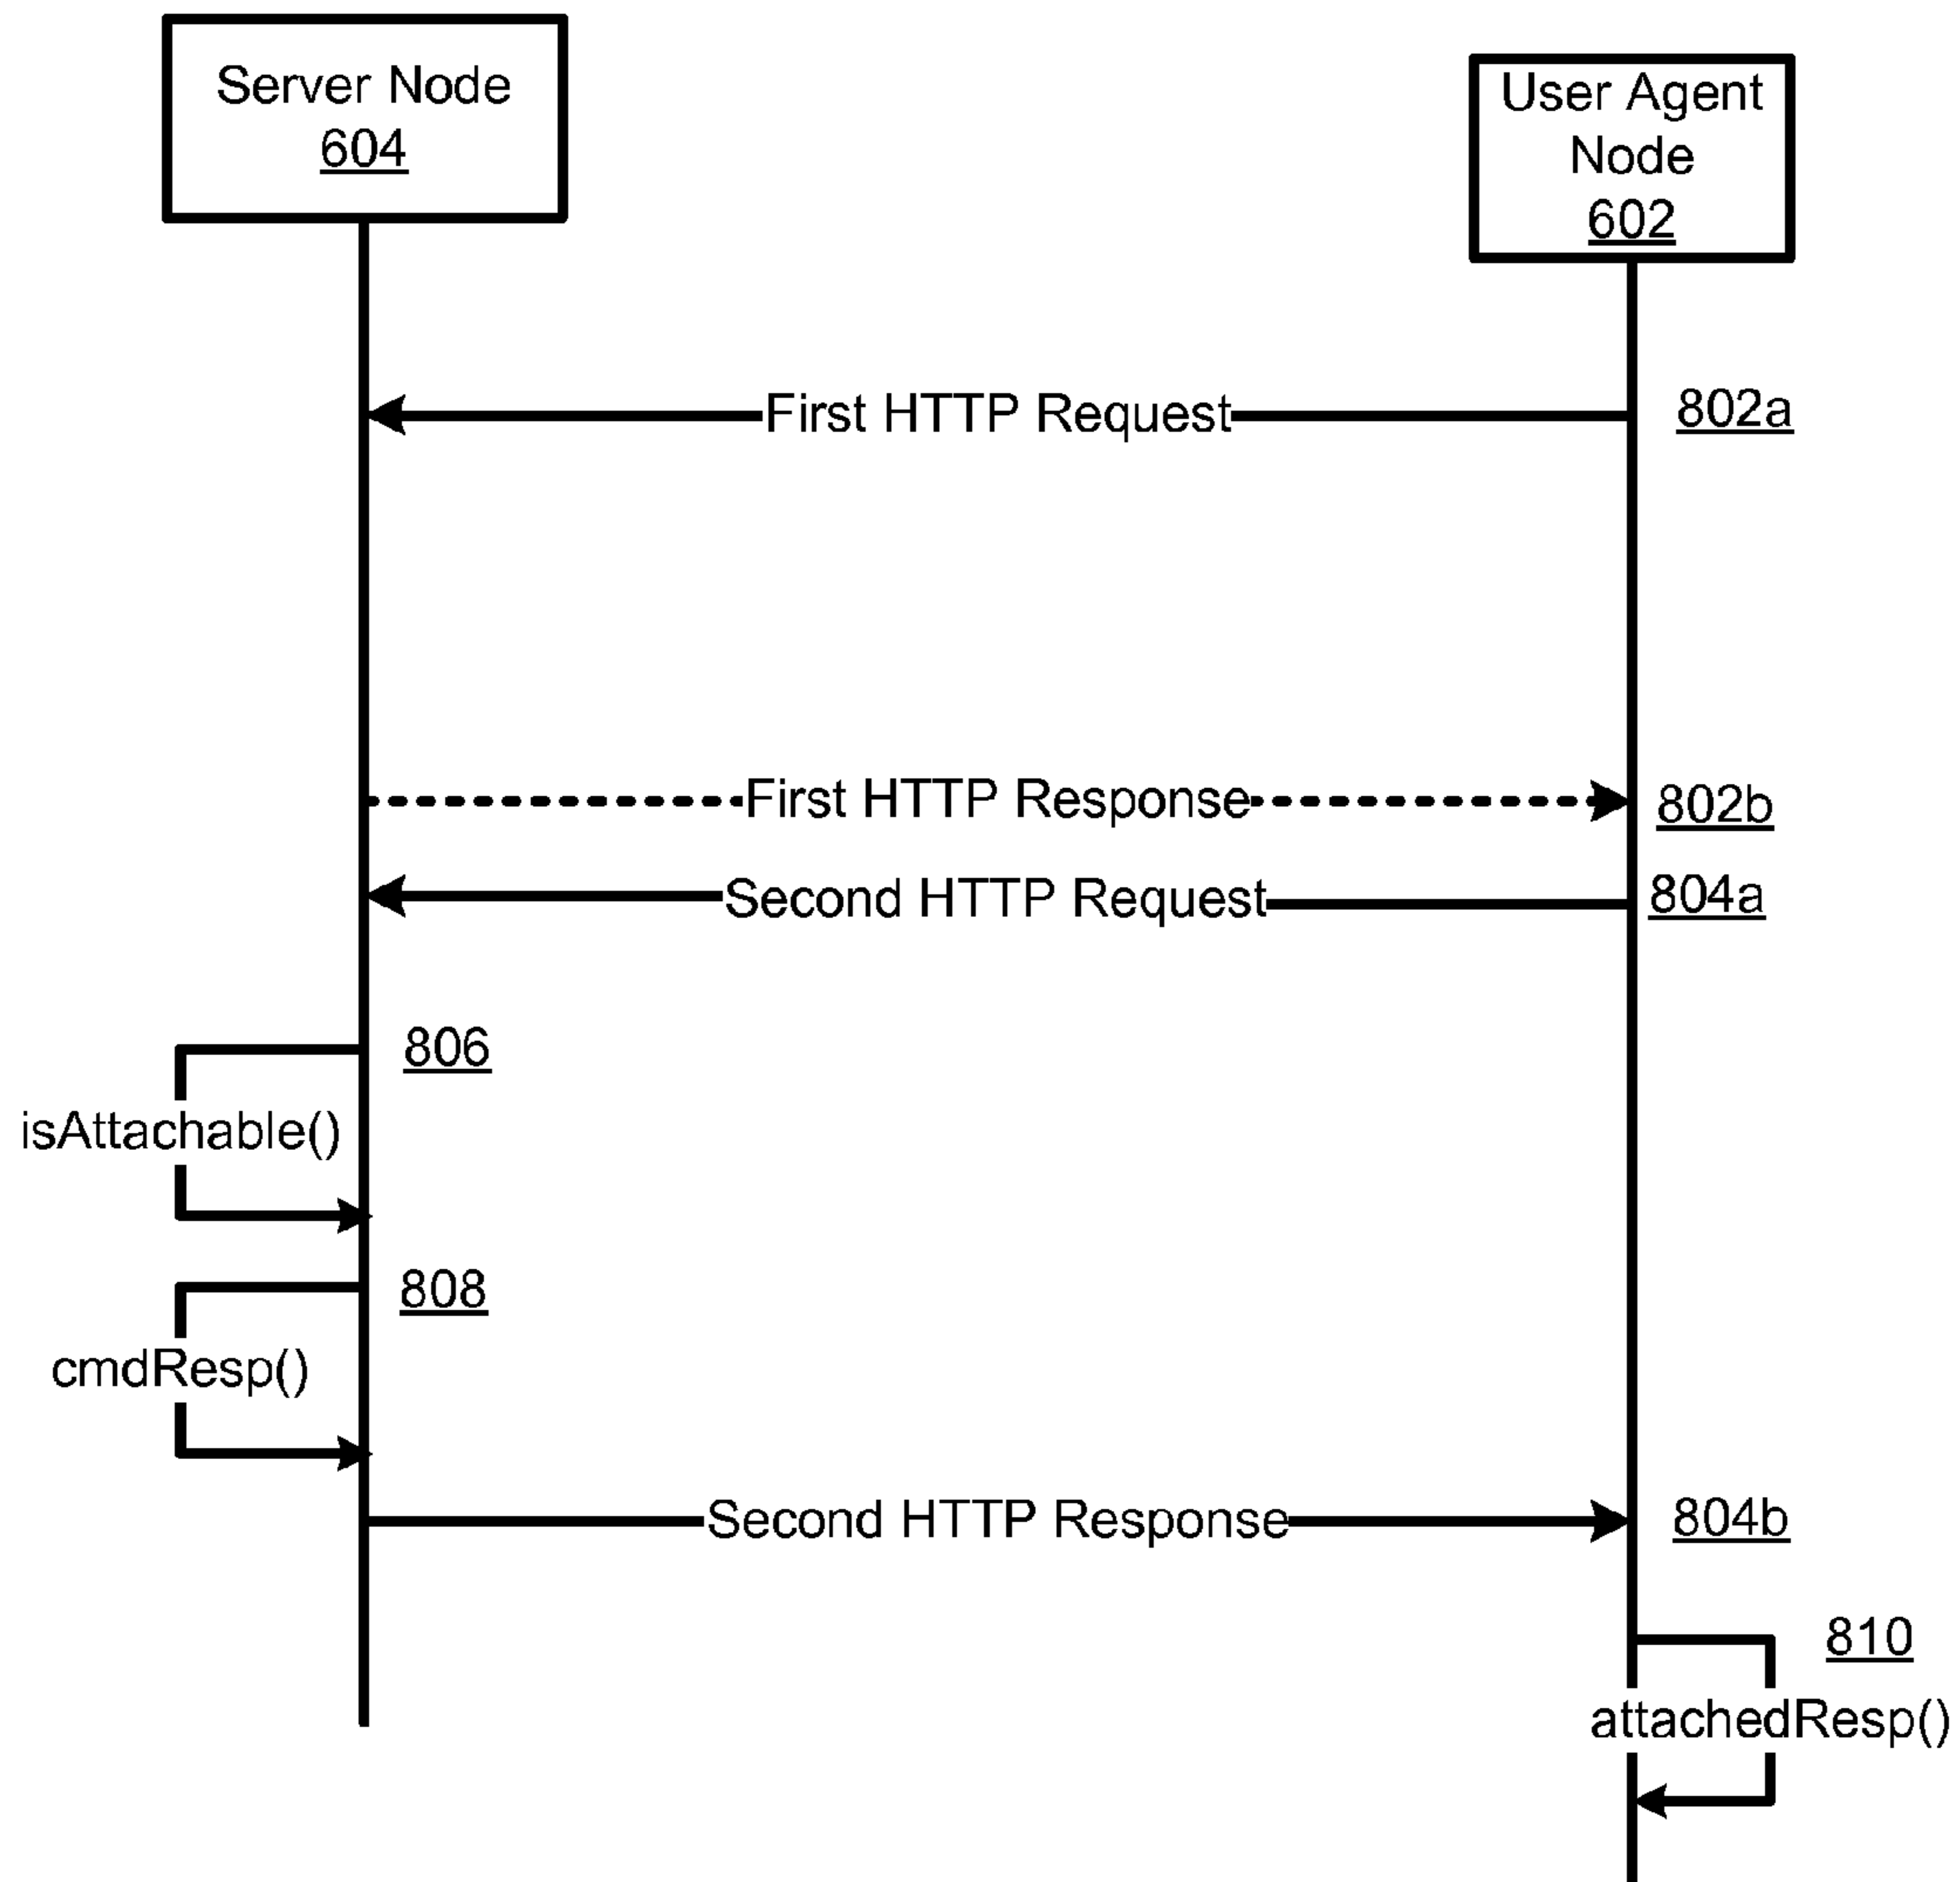 Server Node
604
User Agent
Node
602
First HTTP Request
802a
First HTTP Response
802b
Second HTTP Request
804a
806
isAttachable()
808
cmdResp()
Second HTTP Response
804b
810
attachedResp()